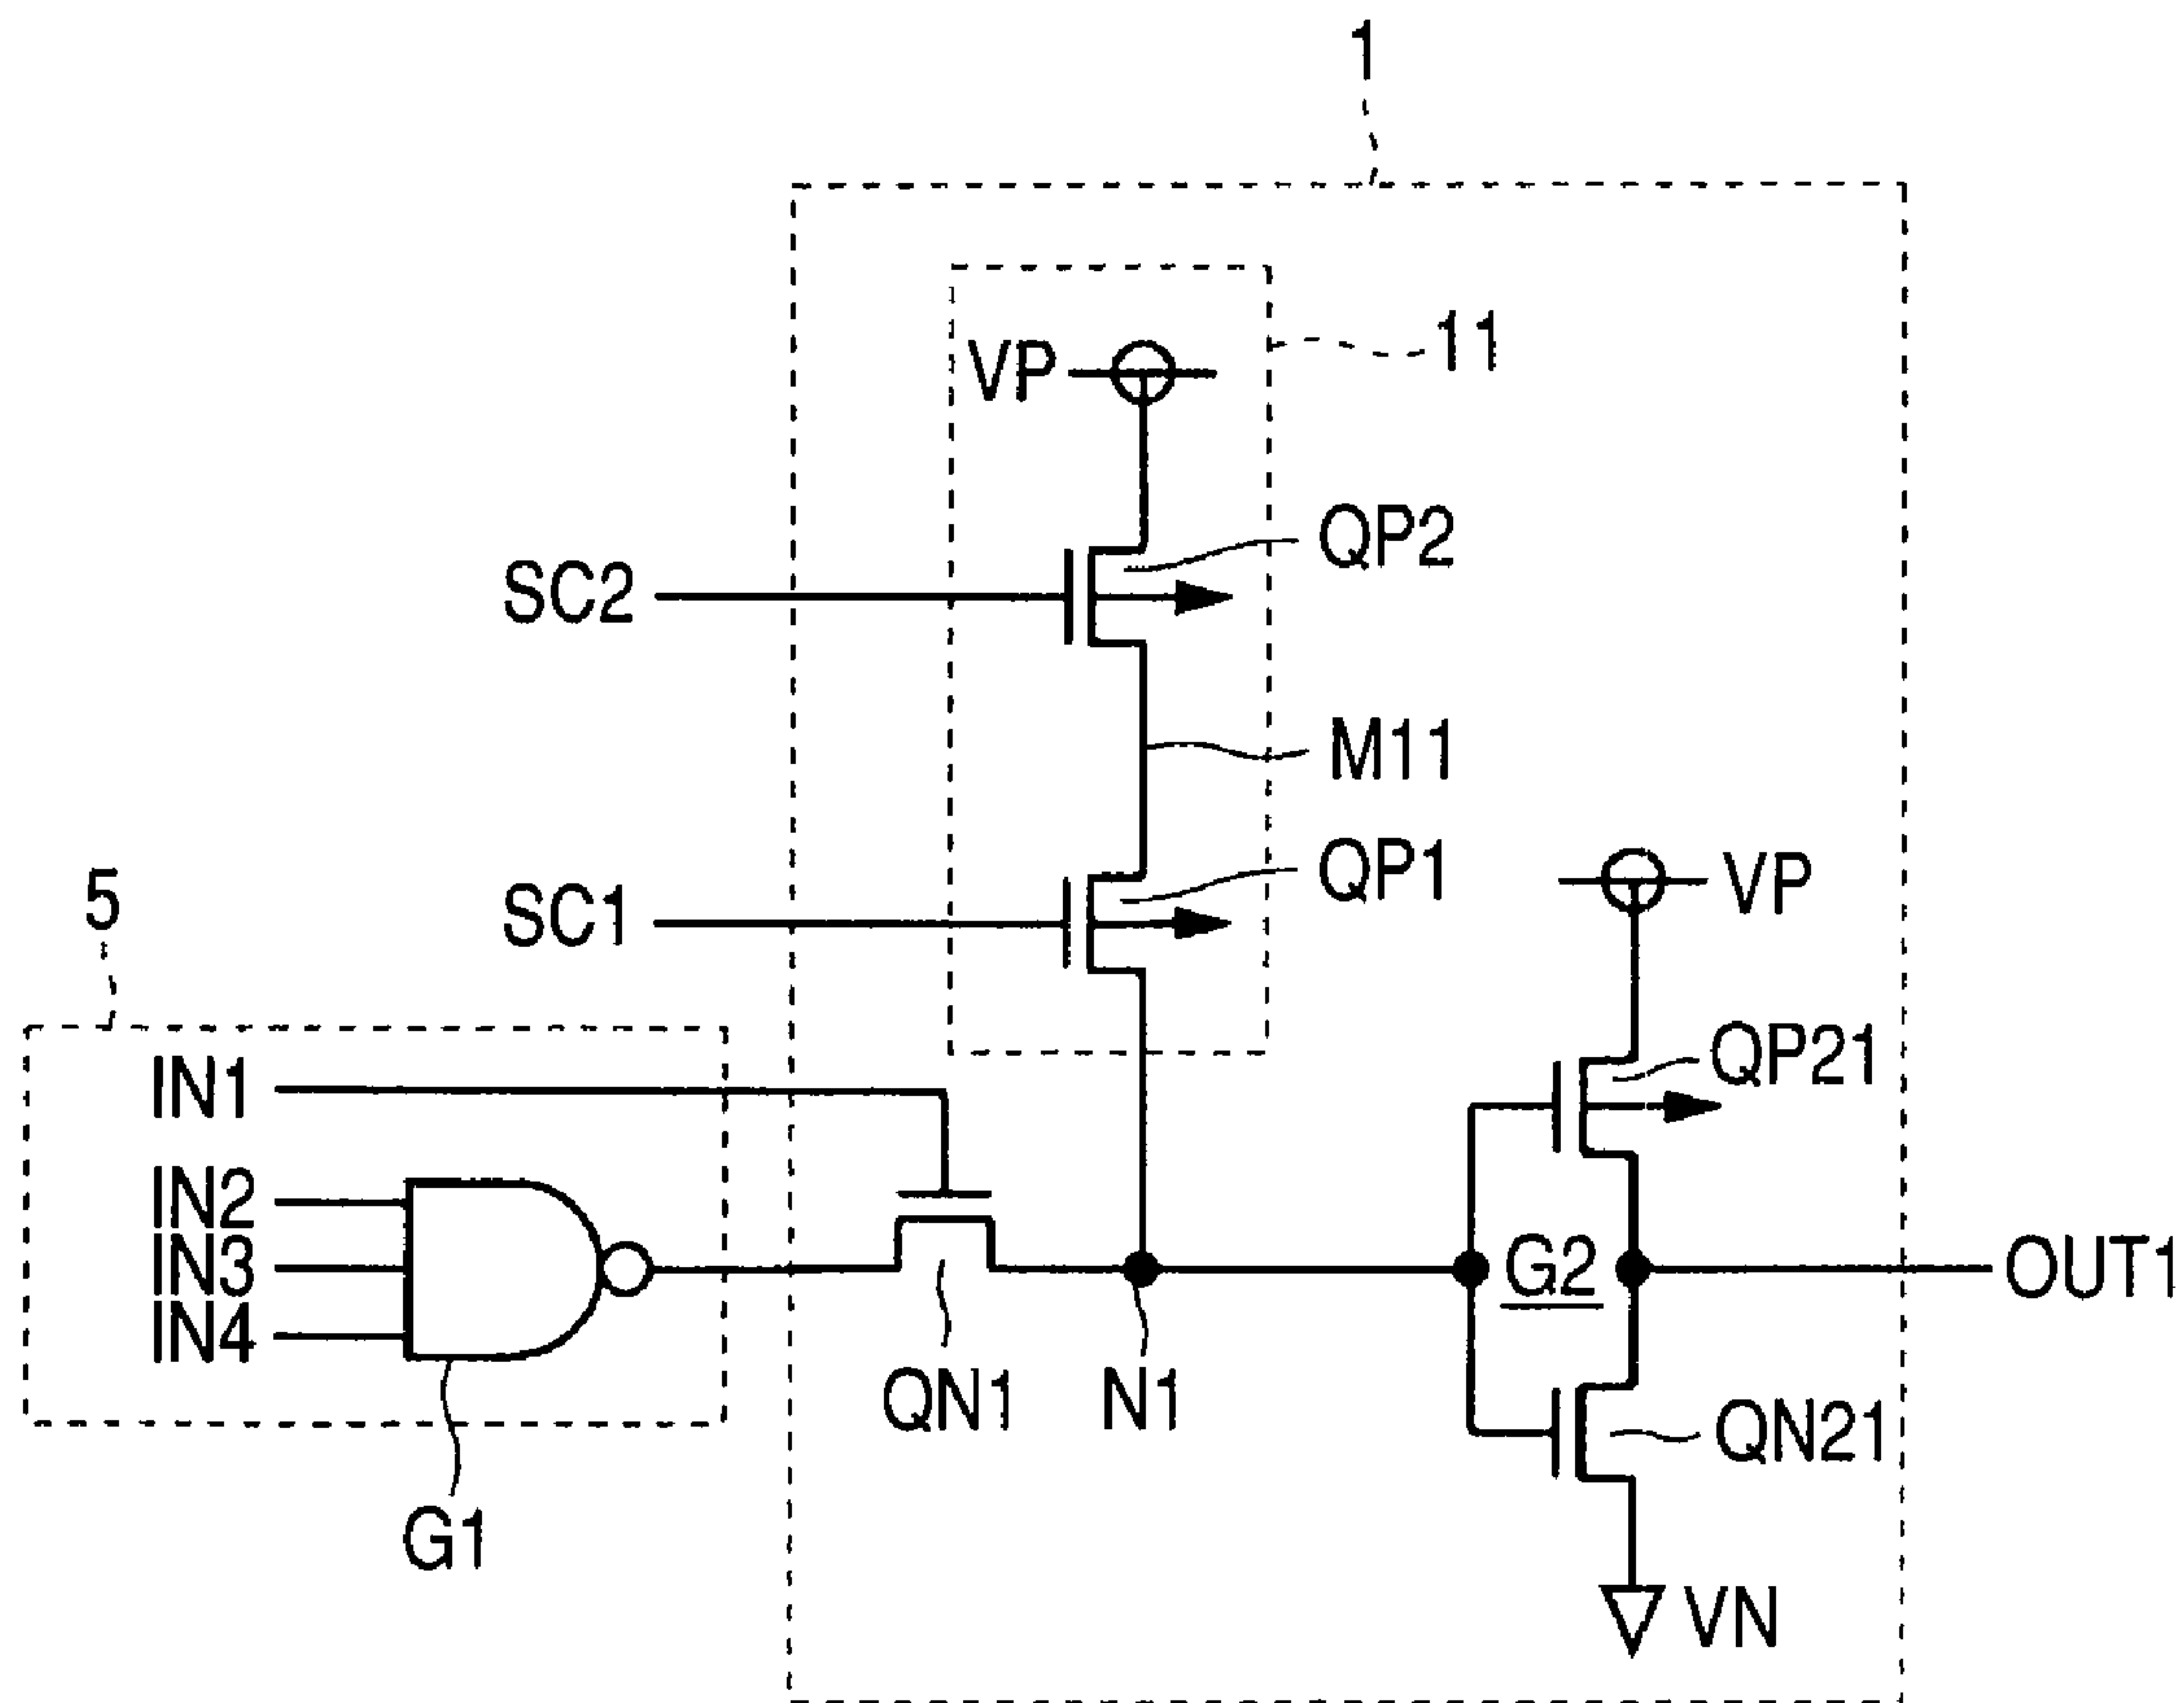 1
11
VP
QP2
SC2
M11
QP1
SC1
VP
5
QP21
IN1
IN2
IN3
IN4
G2
OUT1
QN1
N1
QN21
G1
VN